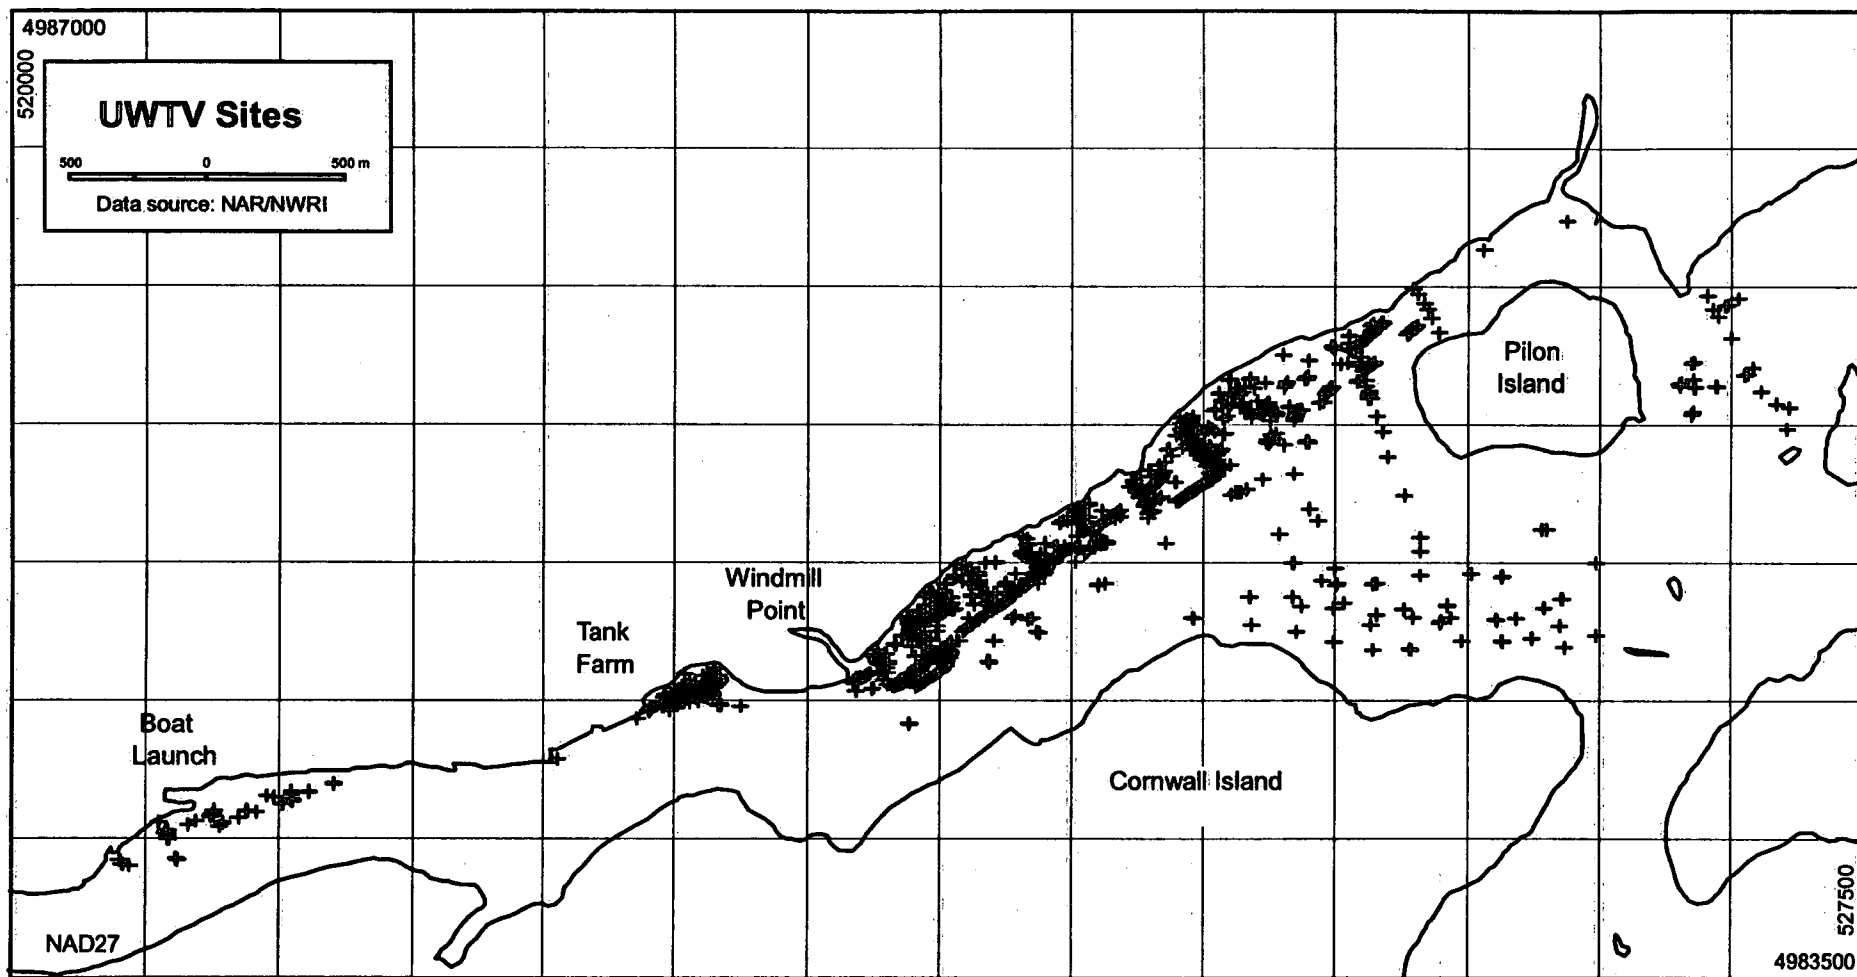 4987000
520000
UWTV Sites
500 0 500 m
Data source: NAR/NWRI
Pilon
Island
Windmill
Point
Tank
Farm
Boat
Launch
Cornwall Island
527500
NAD27
4983500